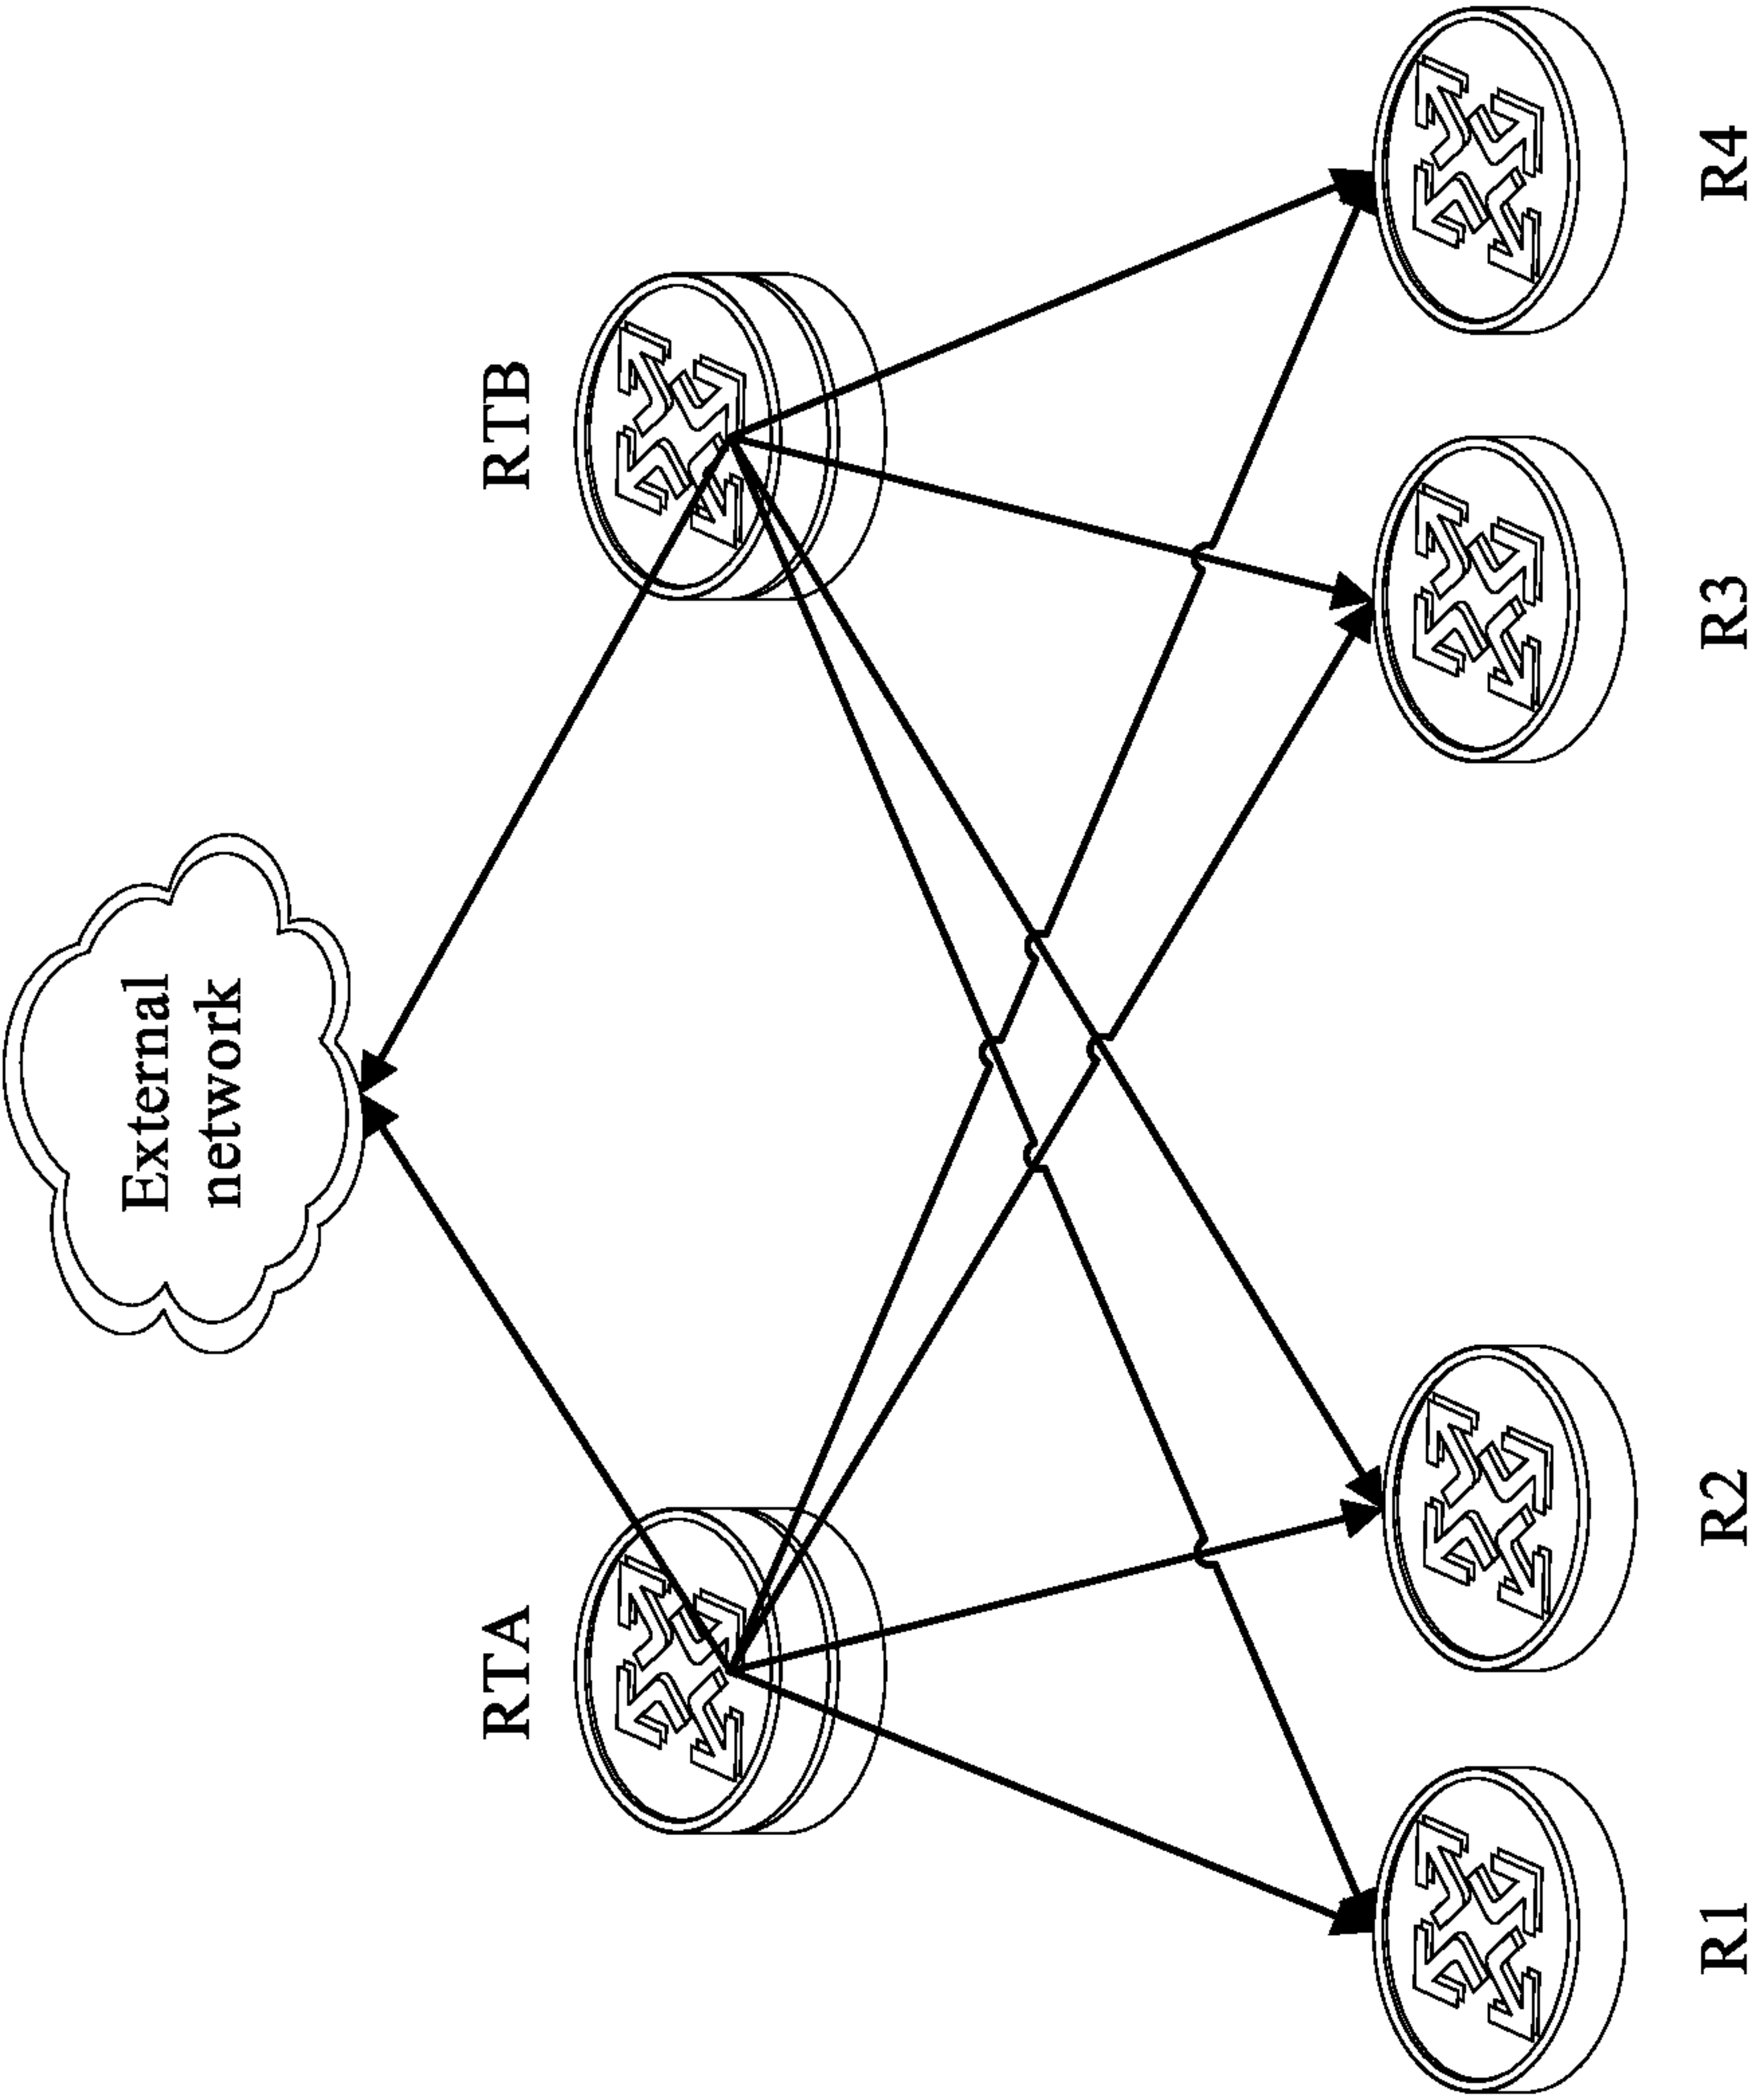 External
network
RTA
RTB
R1
R2
R3
R4